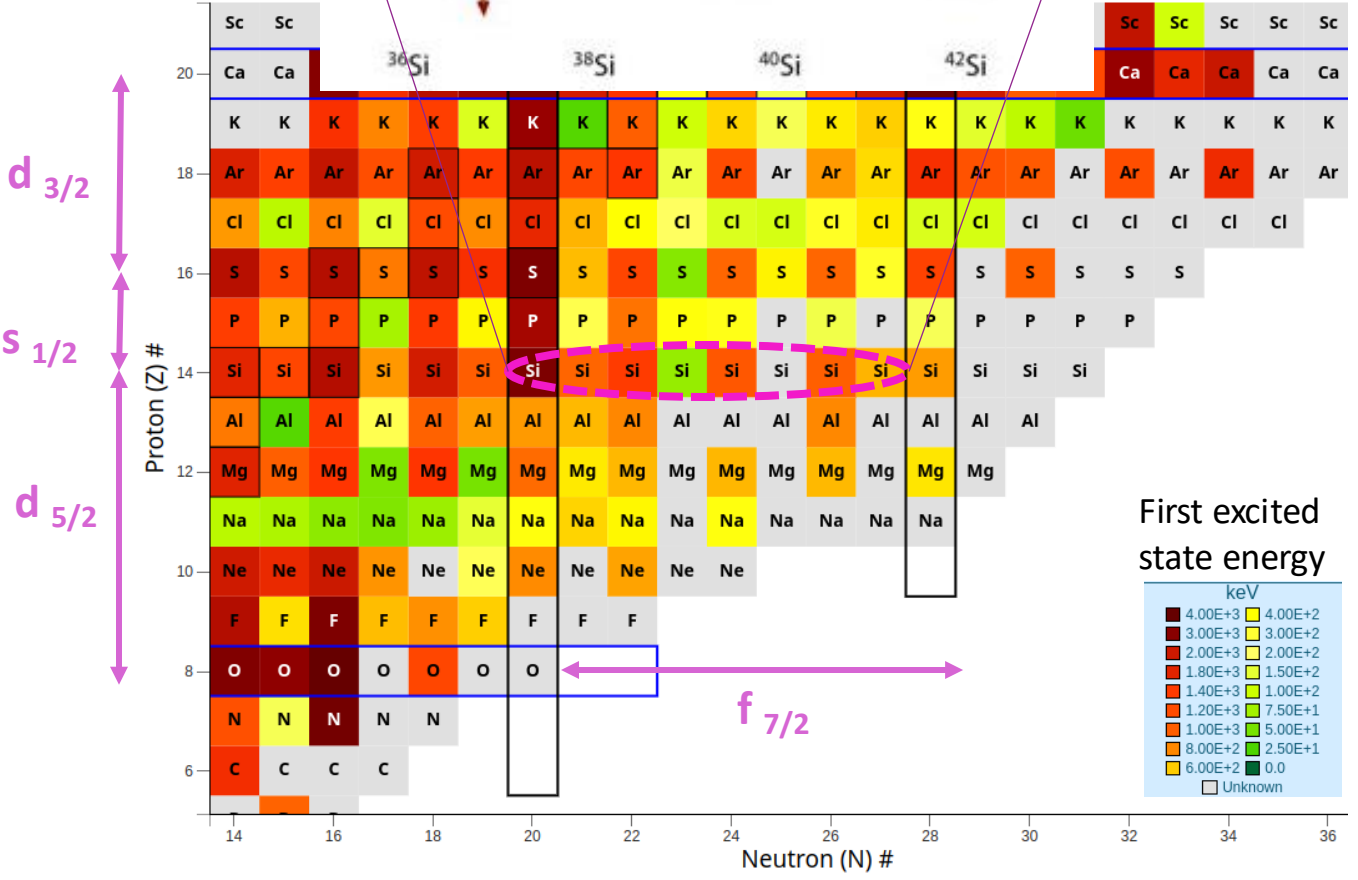 Sc Sc Sc Sc Sc Sc Sc
³⁶Si ³⁸Si ⁴⁰Si ⁴²Si
20 Ca Ca Ca Ca Ca Ca Ca
K K K K K K K K K K K K K K K K K K K K K K K
d 3/2
18 Ar Ar Ar Ar Ar Ar Ar Ar Ar Ar Ar Ar Ar Ar Ar Ar Ar Ar Ar Ar Ar Ar Ar
Cl Cl Cl Cl Cl Cl Cl Cl Cl Cl Cl Cl Cl Cl Cl Cl Cl Cl Cl Cl Cl Cl
16 S S S S S S S S S S S S S S S S S S S S
s 1/2
P P P P P P P P P P P P P P P P P P P
14 Si Si Si Si Si Si Si Si Si Si Si Si Si Si Si Si Si Si
Proton (Z) #
Al Al Al Al Al Al Al Al Al Al Al Al Al Al Al Al Al
12 Mg Mg Mg Mg Mg Mg Mg Mg Mg Mg Mg Mg Mg Mg Mg Mg
d 5/2
Na Na Na Na Na Na Na Na Na Na Na Na Na Na Na
10 Ne Ne Ne Ne Ne Ne Ne Ne Ne Ne Ne
F F F F F F F F F
8 O O O O O O O
f 7/2
N N N N N
6 C C C C
14 16 18 20 22 24 26 28 30 32 34 36
Neutron (N) #
First excited
state energy
keV
4.00E+3 4.00E+2
3.00E+3 3.00E+2
2.00E+3 2.00E+2
1.80E+3 1.50E+2
1.40E+3 1.00E+2
1.20E+3 7.50E+1
1.00E+3 5.00E+1
8.00E+2 2.50E+1
6.00E+2 0.0
Unknown